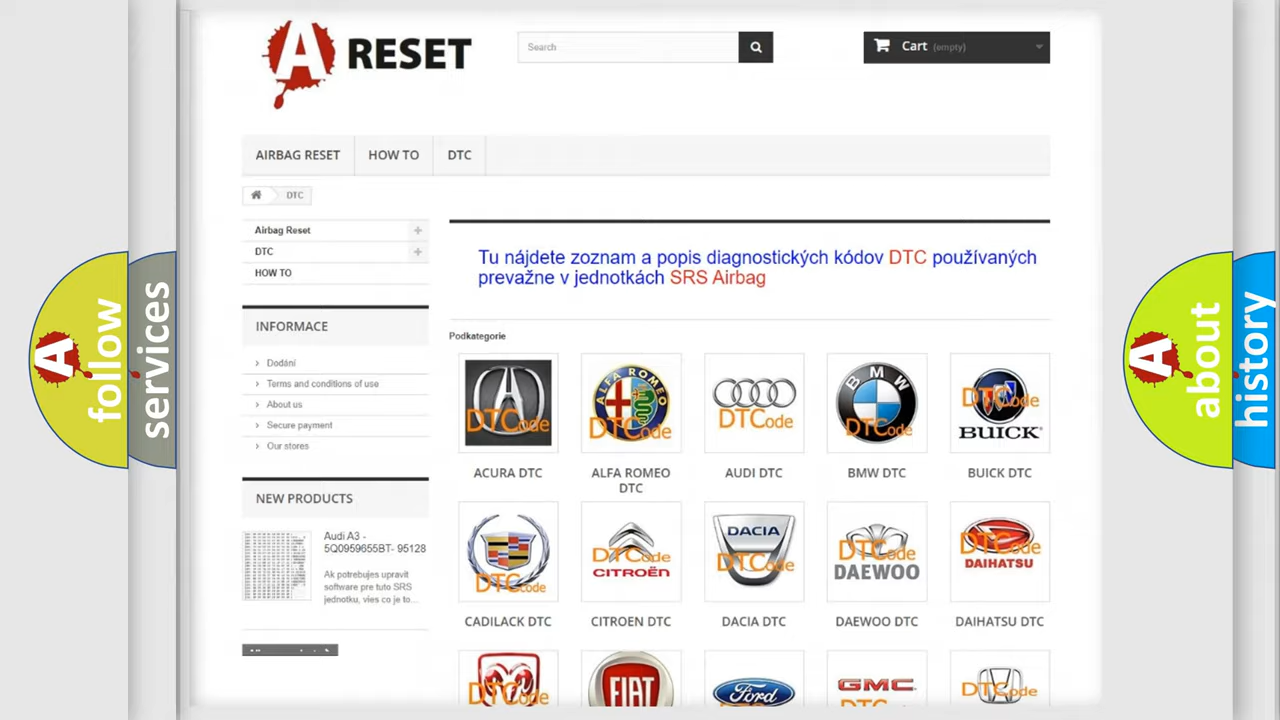 A RESET
Search
Cart (empty)
AIRBAG RESET
HOW TO
DTC
DTC
Airbag Reset
DTC
HOW TO
INFORMACE
Dodání
Terms and conditions of use
About us
Secure payment
Our stores
NEW PRODUCTS
Audi A3 -
5Q0959655BT- 95128
Ak potrebujes upravit
software pre tuto SRS
jednotku, vies co je to...
Tu nájdete zoznam a popis diagnostických kódov DTC používaných
prevažne v jednotkách SRS Airbag
Podkategorie
DTCode
ALFA ROMEO
DTCode
DTCode
BMW
DTCode
DTCode
BUICK
ACURA DTC
ALFA ROMEO
DTC
AUDI DTC
BMW DTC
BUICK DTC
DTCode
DTCode
CITROËN
DACIA
DTCode
DTCode
DAEWOO
DTCode
DAIHATSU
CADILACK DTC
CITROEN DTC
DACIA DTC
DAEWOO DTC
DAIHATSU DTC
DTCode
FIAT
Ford
GMC
DTCode
A follow
services
A about
history